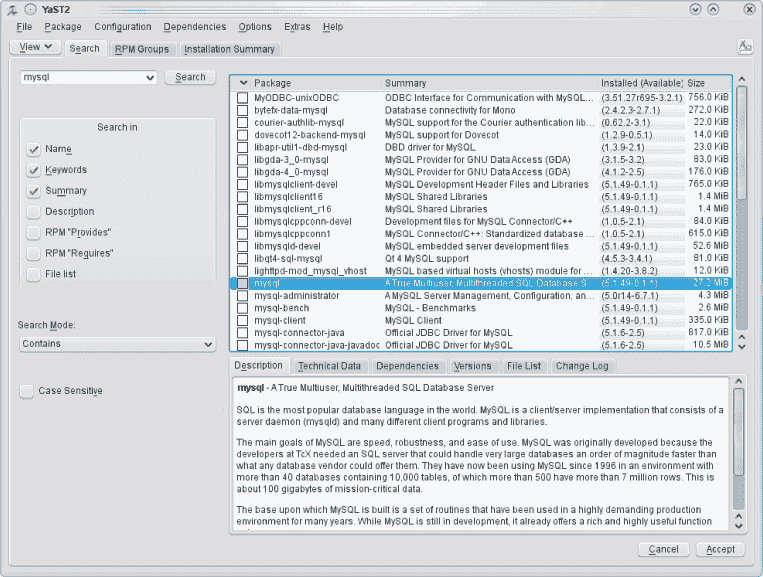 YaST2
File Package Configuration Dependencies Options Extras Help
View Search RPM Groups Installation Summary
mysql Search
Search in
Name
Keywords
Summary
Description
RPM "Provides"
RPM "Requires"
File list
Search Mode:
Contains
Case Sensitive
Package Summary Installed (Available) Size
MyODBC-unixODBC ODBC Interface for Communication with MySQL... (3.51.27r695-3.2.1) 756.0 KiB
bytefx-data-mysql Database connectivity for Mono (2.4.2.3-2.7.1) 272.0 KiB
courier-authlib-mysql MySQL support for the Courier authentication lib... (0.62.2-3.1) 22.0 KiB
dovecot12-backend-mysql MySQL support for Dovecot (1.2.9-0.5.1) 14.0 KiB
libapr-util1-dbd-mysql DBD driver for MySQL (1.3.9-2.1) 23.0 KiB
libgda-3_0-mysql MySQL Provider for GNU Data Access (GDA) (3.1.5-3.2) 83.0 KiB
libgda-4_0-mysql MySQL Provider for GNU Data Access (GDA) (4.1.2-2.5) 176.0 KiB
libmysqlclient-devel MySQL Development Header Files and Libraries (5.1.49-0.1.1) 765.0 KiB
libmysqlclient16 MySQL Shared Libraries (5.1.49-0.1.1) 1.4 MiB
libmysqlclient_r16 MySQL Shared Libraries (5.1.49-0.1.1) 1.4 MiB
libmysqlcppconn-devel Development files for MySQL Connector/C++ (1.0.5-2.1) 84.0 KiB
libmysqlcppconn1 MySQL Connector/C++: Standardized database ... (1.0.5-2.1) 615.0 KiB
libmysqld-devel MySQL embedded server development files (5.1.49-0.1.1) 52.6 MiB
libqt4-sql-mysql Qt 4 MySQL support (4.5.3-3.4.1) 81.0 KiB
lighttpd-mod_mysql_vhost MySQL based virtual hosts (vhosts) module for ... (1.4.20-3.8.2) 12.0 KiB
mysql A True Multiuser, Multithreaded SQL Database S... (5.1.49-0.1.1) 27.2 MiB
mysql-administrator A MySQL Server Management, Configuration, an... (5.0r14-6.7.1) 4.3 MiB
mysql-bench MySQL - Benchmarks (5.1.49-0.1.1) 2.6 MiB
mysql-client MySQL Client (5.1.49-0.1.1) 335.0 KiB
mysql-connector-java Official JDBC Driver for MySQL (5.1.6-2.5) 817.0 KiB
mysql-connector-java-javadoc Official JDBC Driver for MySQL (5.1.6-2.5) 10.5 MiB
Description Technical Data Dependencies Versions File List Change Log
mysql - A True Multiuser, Multithreaded SQL Database Server
SQL is the most popular database language in the world. MySQL is a client/server implementation that consists of a
server daemon (mysqld) and many different client programs and libraries.
The main goals of MySQL are speed, robustness, and ease of use. MySQL was originally developed because the
developers at TcX needed an SQL server that could handle very large databases an order of magnitude faster than
what any database vendor could offer them. They have now been using MySQL since 1996 in an environment with
more than 40 databases containing 10,000 tables, of which more than 500 have more than 7 million rows. This is
about 100 gigabytes of mission-critical data.
The base upon which MySQL is built is a set of routines that have been used in a highly demanding production
environment for many years. While MySQL is still in development, it already offers a rich and highly useful function
Cancel Accept